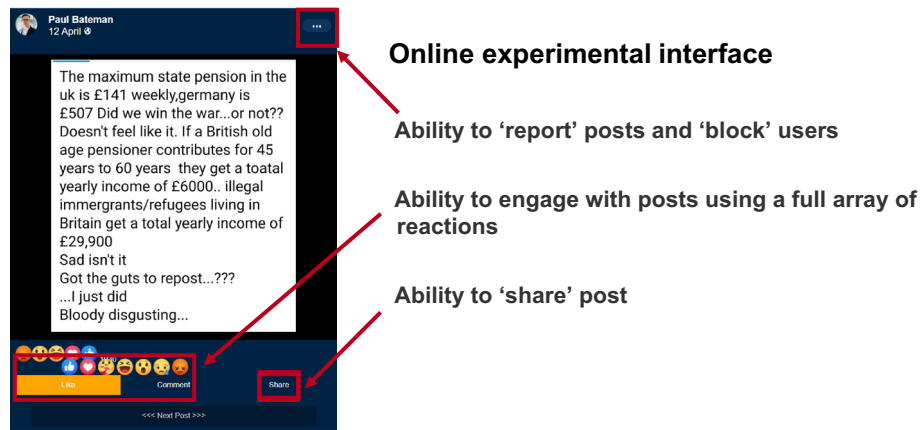 Paul Bateman
12 April
...
Online experimental interface
The maximum state pension in the
uk is £141 weekly,germany is
£507 Did we win the war...or not??
Doesn't feel like it. If a British old
age pensioner contributes for 45
years to 60 years they get a toatal
yearly income of £6000.. illegal
immergrants/refugees living in
Britain get a total yearly income of
£29,900
Sad isn't it
Got the guts to repost...???
...I just did
Bloody disgusting...
Ability to ‘report’ posts and ‘block’ users
Ability to engage with posts using a full array of
reactions
Ability to ‘share’ post
Like
Comment
Share
<<< Next Post >>>